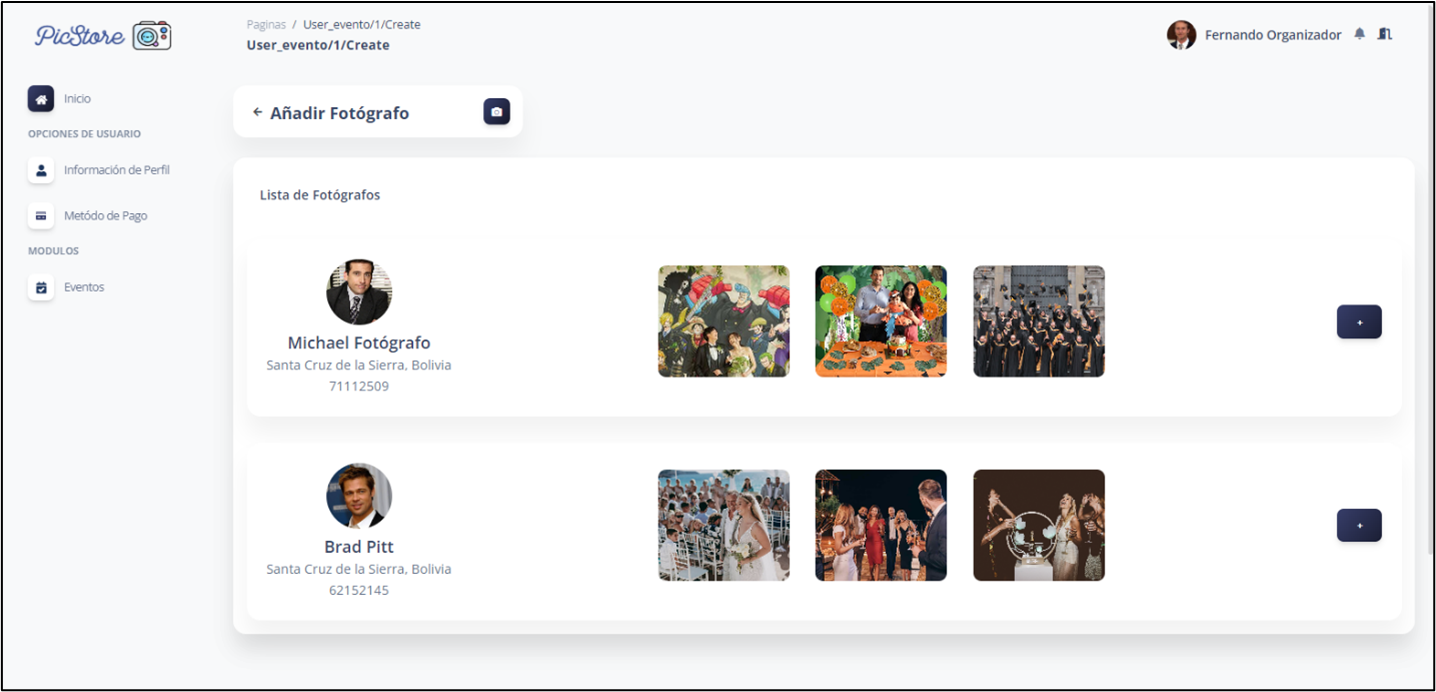 PicStore
Paginas / User_evento/1/Create
User_evento/1/Create
Fernando Organizador
Inicio
OPCIONES DE USUARIO
Información de Perfil
Metódo de Pago
MODULOS
Eventos
← Añadir Fotógrafo
Lista de Fotógrafos
Michael Fotógrafo
Santa Cruz de la Sierra, Bolivia
71112509
+
Brad Pitt
Santa Cruz de la Sierra, Bolivia
62152145
+